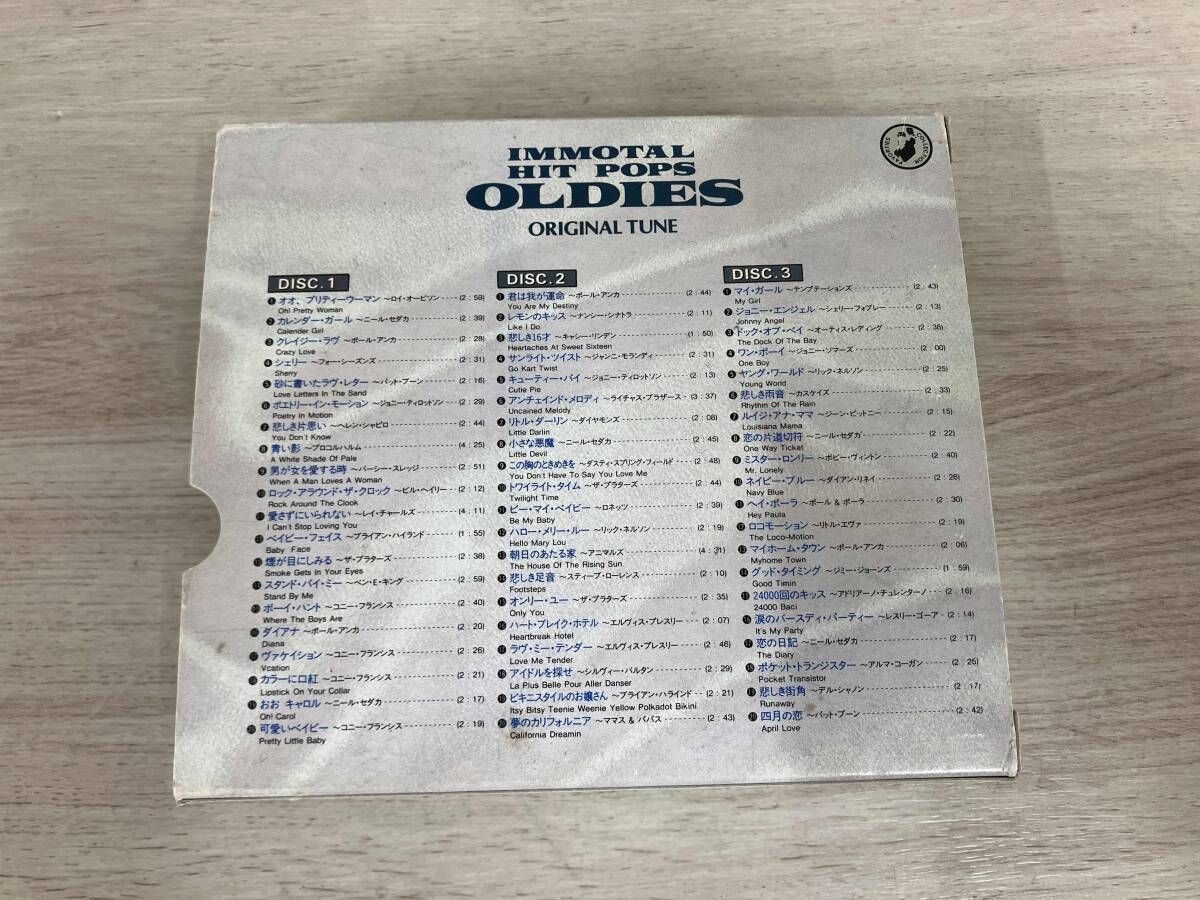 IMMOTAL
HIT POPS
OLDIES
ORIGINAL TUNE
FAVORITIES COLLECTION
DISC.1
❶ オオ、プリティーウーマン 〜ロイ・オービソン (2:59)
Oh! Pretty Woman
❷ カレンダー・ガール 〜ニール・セダカ (2:39)
Calender Girl
❸ クレイジー・ラヴ 〜ポール・アンカ (2:28)
Crazy Love
❹ シェリー 〜フォー・シーズンズ (2:31)
Sherry
❺ 砂に書いたラヴ・レター 〜パット・ブーン (2:16)
Love Letters In The Sand
❻ ポエトリー・イン・モーション 〜ジョニー・ティロットソン (2:29)
Poetry In Motion
❼ 悲しき片思い 〜ヘレン・シャピロ (2:44)
You Don't Know
❽ 青い影 〜プロコルハルム (4:25)
A White Shade Of Pale
❾ 男が女を愛する時 〜パーシー・スレッジ (2:51)
When A Man Loves A Woman
❿ ロック・アラウンド・ザ・クロック 〜ビル・ヘイリー (2:12)
Rock Around The Clook
⓫ 愛さずにいられない 〜レイ・チャールズ (4:11)
I Can't Stop Loving You
⓬ ベイビー・フェイス 〜ブライアン・ハイランド (1:55)
Baby Face
⓭ 煙が目にしみる 〜ザ・プラターズ (2:38)
Smoke Gets In Your Eyes
⓮ スタンド・バイ・ミー 〜ベン・E・キング (2:59)
Stand By Me
⓯ ボーイ・ハント 〜コニー・フランシス (2:40)
Where The Boys Are
⓰ ダイアナ 〜ポール・アンカ (2:20)
Diana
⓱ ヴァケイション 〜コニー・フランシス (2:26)
Vcation
⓲ カラーに口紅 〜コニー・フランシス (2:21)
Lipstick On Your Collar
⓳ おお キャロル 〜ニール・セダカ (2:17)
Oh! Carol
⓴ 可愛いベイビー 〜コニー・フランシス (2:19)
Pretty Little Baby
DISC.2
❶ 君は我が運命 〜ポール・アンカ (2:44)
You Are My Destiny
❷ レモンのキッス 〜ナンシー・シナトラ (2:11)
Like I Do
❸ 悲しき16才 〜キャシー・リンデン (1:50)
Heartaches At Sweet Sixteen
❹ サンライト・ツイスト 〜ジャンニ・モランディ (2:31)
Go Kart Twist
❺ キューティー・パイ 〜ジョニー・ティロットソン (2:13)
Cutie Pie
❻ アンチェインド・メロディ 〜ライチャス・ブラザース (3:37)
Uncained Melody
❼ リトル・ダーリン 〜ダイヤモンズ (2:08)
Little Darlin
❽ 小さな悪魔 〜ニール・セダカ (2:45)
Little Devil
❾ この胸のときめきを 〜ダスティ・スプリング・フィールド (2:48)
You Don't Have To Say You Love Me
❿ トワイライト・タイム 〜ザ・プラターズ (2:44)
Twilight Time
⓫ ビー・マイ・ベイビー 〜ロネッツ (2:39)
Be My Baby
⓬ ハロー・メリー・ルー 〜リック・ネルソン (2:19)
Hello Mary Lou
⓭ 朝日のあたる家 〜アニマルズ (4:31)
The House Of The Rising Sun
⓮ 悲しき足音 〜スティーブ・ローレンス (2:10)
Footsteps
⓯ オンリー・ユー 〜ザ・プラターズ (2:35)
Only You
⓰ ハート・ブレイク・ホテル 〜エルヴィス・プレスリー (2:07)
Heartbreak Hotel
⓱ ラヴ・ミー・テンダー 〜エルヴィス・プレスリー (2:46)
Love Me Tender
⓲ アイドルを探せ 〜シルヴィー・バルタン (2:29)
La Plus Belle Pour Aller Danser
⓳ ビキニスタイルのお嬢さん 〜ブライアン・ハライインド (2:21)
Itsy Bitsy Teenie Weenie Yellow Polkadot Bikini
⓴ 夢のカリフォルニア 〜ママス & パパス (2:43)
California Dreamin
DISC.3
❶ マイ・ガール 〜テンプテーションズ (2:43)
My Girl
❷ ジョニー・エンジェル 〜シェリー・フォブレー (2:13)
Johnny Angel
❸ ドック・オブ・ベイ 〜オーティス・レディング (2:38)
The Dock Of The Bay
❹ ワン・ボーイ 〜ジョニー・ソマーズ (2:00)
One Boy
❺ ヤング・ワールド 〜リック・ネルソン (2:25)
Young World
❻ 悲しき雨音 〜カスケイズ (2:33)
Rhythm Of The Rain
❼ ルイジ・アナ・ママ 〜ジーン・ピットニー (2:15)
Louisiana Mama
❽ 恋の片道切符 〜ニール・セダカ (2:22)
One Way Ticket
❾ ミスター・ロンリー 〜ボビー・ヴィントン (2:40)
Mr. Lonely
❿ ネイビー・ブルー 〜ダイアン・リネイ (2:26)
Navy Blue
⓫ ヘイ・ポーラ 〜ポール & ポーラ (2:30)
Hey Paula
⓬ ロコモーション 〜リトル・エヴァ (2:19)
The Loco-Motion
⓭ マイホーム・タウン 〜ポール・アンカ (2:06)
Myhome Town
⓮ グッド・タイミング 〜ジミー・ジョーンズ (1:59)
Good Timin
⓯ 24000回のキッス 〜アドリアーノ・チェレンターノ (2:16)
24000 Baci
⓰ 涙のバースディ・パーティー 〜レスリー・ゴーア (2:14)
It's My Party
⓱ 恋の日記 〜ニール・セダカ (2:17)
The Diary
⓲ ポケット・トランジスター 〜アルマ・コーガン (2:25)
Pocket Transistor
⓳ 悲しき街角 〜デル・シャノン (2:17)
Runaway
⓴ 四月の恋 〜パット・ブーン (2:42)
April Love